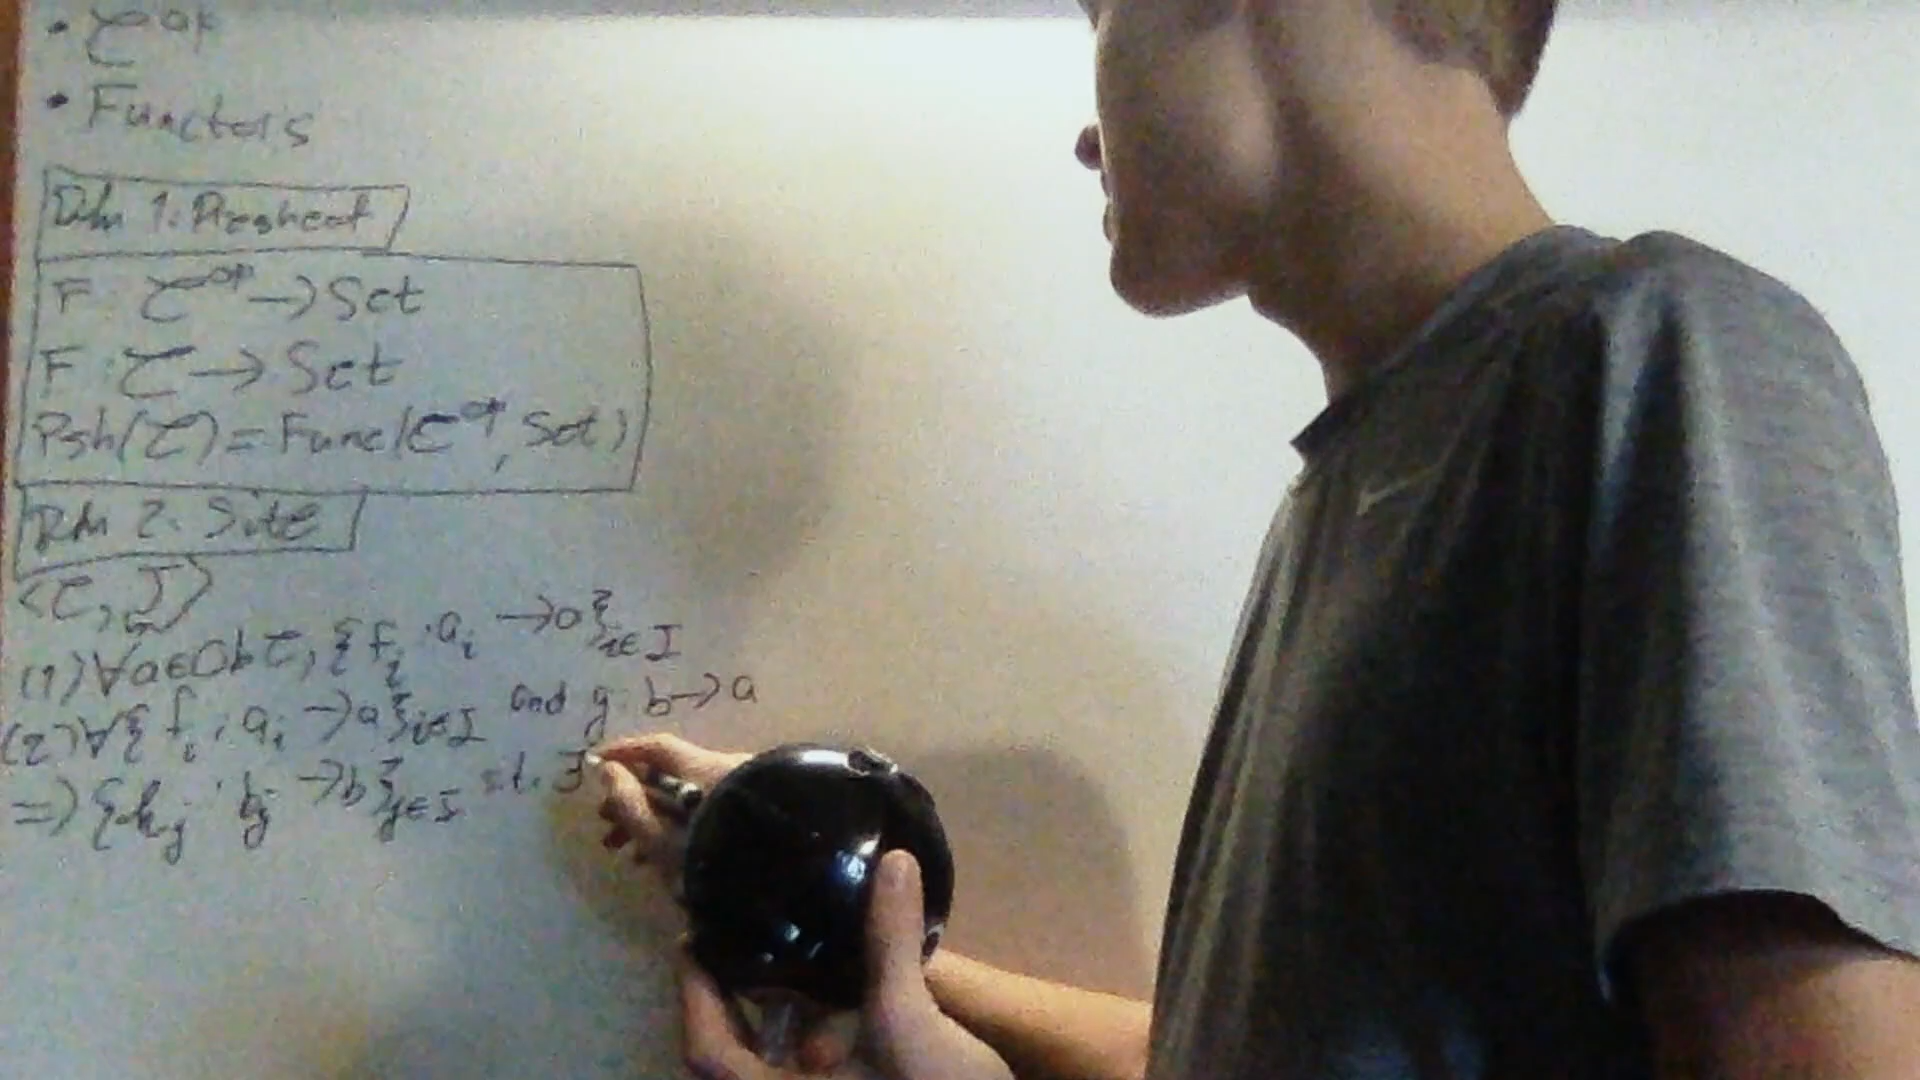 • C^op
• Functors
Dfn 1: Presheaf
F: C^op → Set
F: C → Set
Psh(C) = Func(C^op, Set)
Dfn 2: Site
<C, J>
(1) ∀a∈Ob C, {f_i : a_i → a}_{i∈I}
(2) ∀{f_i : a_i → a}_{i∈I} and g: b → a
=> {h_j : b_j → b}_{j∈J} s.t. ∃